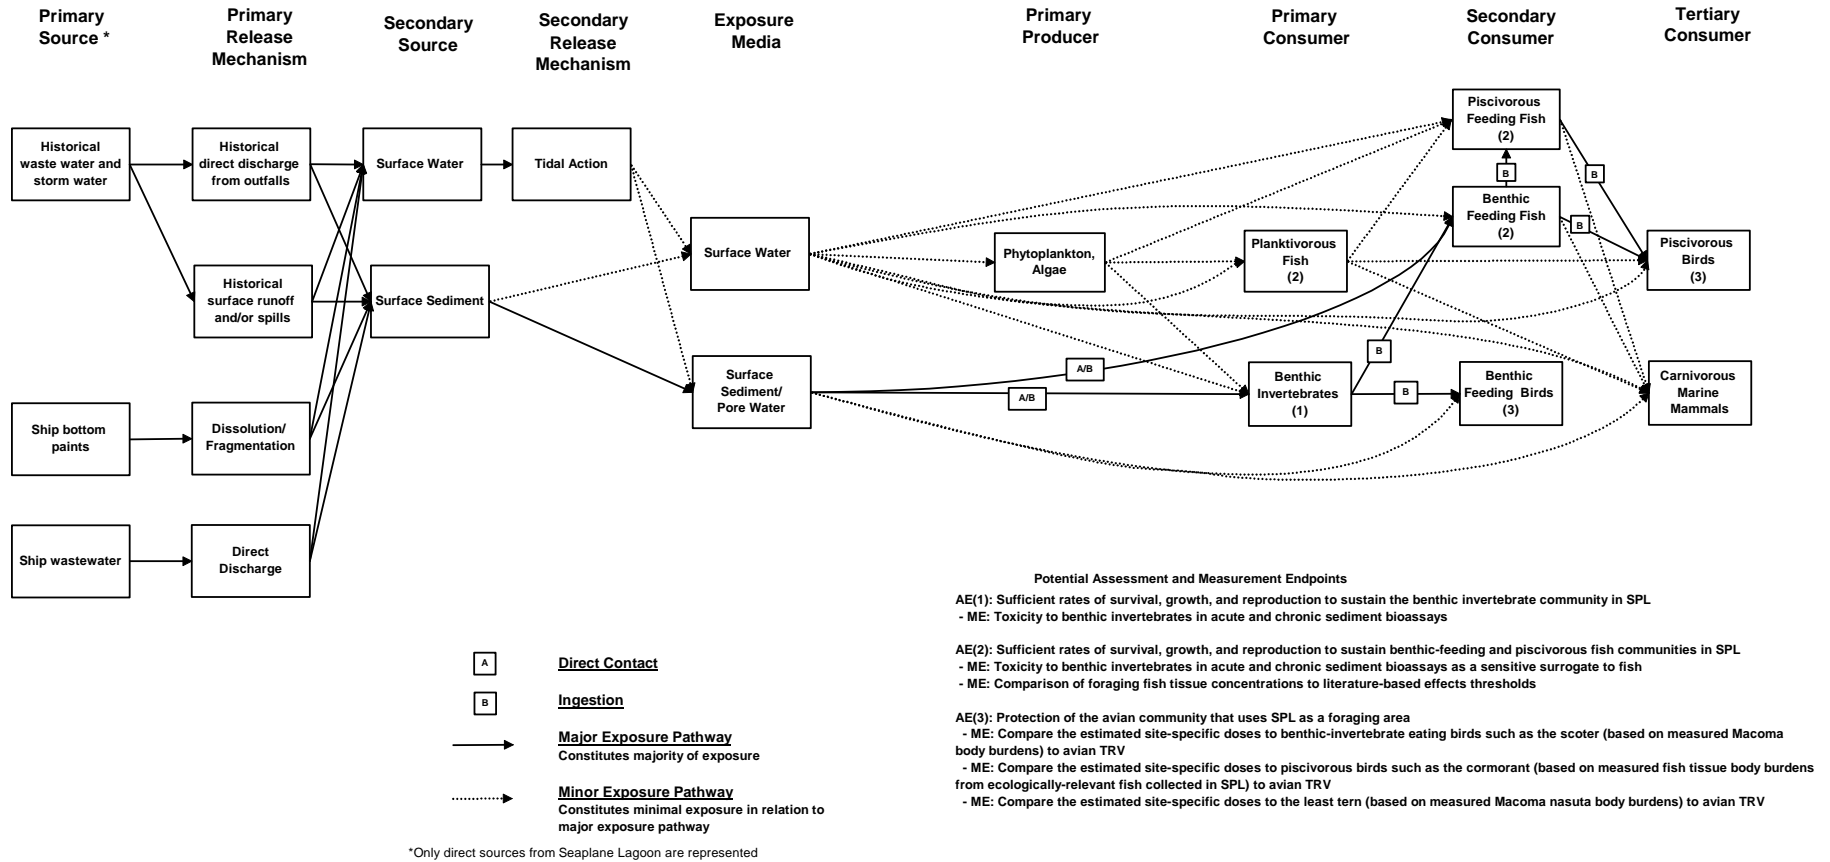 Primary
Source *
Primary
Release
Mechanism
Secondary
Source
Secondary
Release
Mechanism
Exposure
Media
Primary
Producer
Primary
Consumer
Secondary
Consumer
Tertiary
Consumer
Historical
waste water and
storm water
Historical
direct discharge
from outfalls
Surface Water
Tidal Action
Piscivorous
Feeding Fish
(2)
B
B
Benthic
Feeding Fish
(2)
B
Historical
surface runoff
and/or spills
Surface Sediment
Surface Water
Phytoplankton,
Algae
Planktivorous
Fish
(2)
Piscivorous
Birds
(3)
Surface
Sediment/
Pore Water
A/B
A/B
B
Benthic
Invertebrates
(1)
B
Benthic
Feeding Birds
(3)
Carnivorous
Marine
Mammals
Ship bottom
paints
Dissolution/
Fragmentation
Ship wastewater
Direct
Discharge
A
Direct Contact
B
Ingestion
Major Exposure Pathway
Constitutes majority of exposure
Minor Exposure Pathway
Constitutes minimal exposure in relation to
major exposure pathway
*Only direct sources from Seaplane Lagoon are represented
Potential Assessment and Measurement Endpoints
AE(1): Sufficient rates of survival, growth, and reproduction to sustain the benthic invertebrate community in SPL
- ME: Toxicity to benthic invertebrates in acute and chronic sediment bioassays
AE(2): Sufficient rates of survival, growth, and reproduction to sustain benthic-feeding and piscivorous fish communities in SPL
- ME: Toxicity to benthic invertebrates in acute and chronic sediment bioassays as a sensitive surrogate to fish
- ME: Comparison of foraging fish tissue concentrations to literature-based effects thresholds
AE(3): Protection of the avian community that uses SPL as a foraging area
- ME: Compare the estimated site-specific doses to benthic-invertebrate eating birds such as the scoter (based on measured Macoma
body burdens) to avian TRV
- ME: Compare the estimated site-specific doses to piscivorous birds such as the cormorant (based on measured fish tissue body burdens
from ecologically-relevant fish collected in SPL) to avian TRV
- ME: Compare the estimated site-specific doses to the least tern (based on measured Macoma nasuta body burdens) to avian TRV